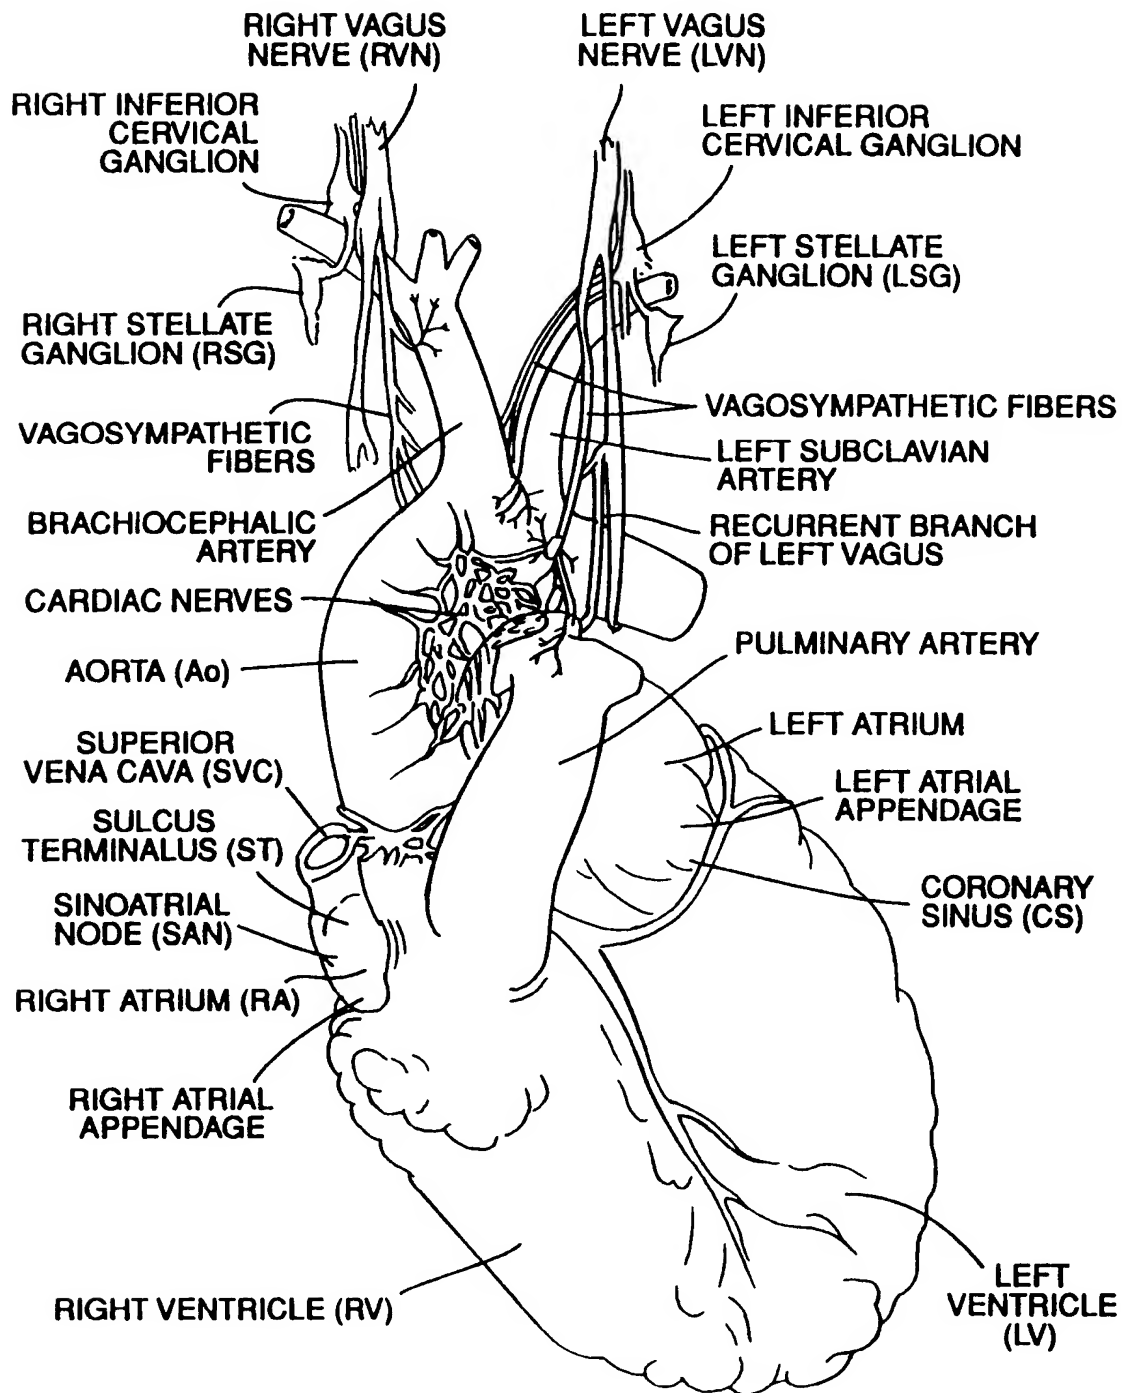 RIGHT VAGUS
NERVE (RVN)
LEFT VAGUS
NERVE (LVN)
RIGHT INFERIOR
CERVICAL
GANGLION
LEFT INFERIOR
CERVICAL GANGLION
LEFT STELLATE
GANGLION (LSG)
RIGHT STELLATE
GANGLION (RSG)
VAGOSYMPATHETIC
FIBERS
VAGOSYMPATHETIC FIBERS
LEFT SUBCLAVIAN
ARTERY
BRACHIOCEPHALIC
ARTERY
RECURRENT BRANCH
OF LEFT VAGUS
CARDIAC NERVES
PULMINARY ARTERY
AORTA (Ao)
LEFT ATRIUM
SUPERIOR
VENA CAVA (SVC)
LEFT ATRIAL
APPENDAGE
SULCUS
TERMINALUS (ST)
CORONARY
SINUS (CS)
SINOATRIAL
NODE (SAN)
RIGHT ATRIUM (RA)
RIGHT ATRIAL
APPENDAGE
RIGHT VENTRICLE (RV)
LEFT
VENTRICLE
(LV)